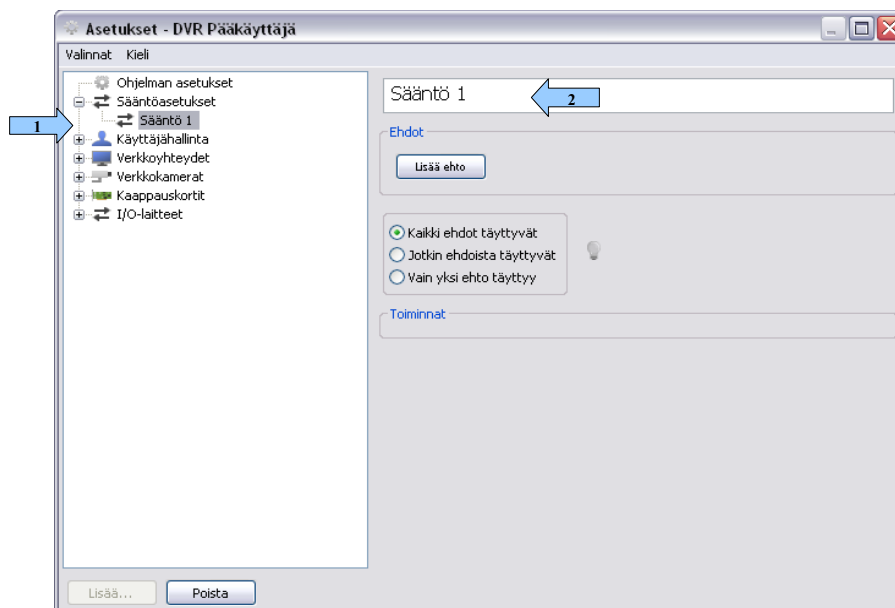 Asetukset - DVR Pääkäyttäjä
Valinnat Kieli
Ohjelman asetukset
Sääntöasetukset
Sääntö 1
Käyttäjähallinta
Verkkoyhteydet
Verkkokamerat
Kaappauskortit
I/O-laitteet
1
Sääntö 1
2
Ehdot
Lisää ehto
Kaikki ehdot täyttyvät
Jotkin ehdoista täyttyvät
Vain yksi ehto täyttyy
Toiminnat
Lisää... Poista